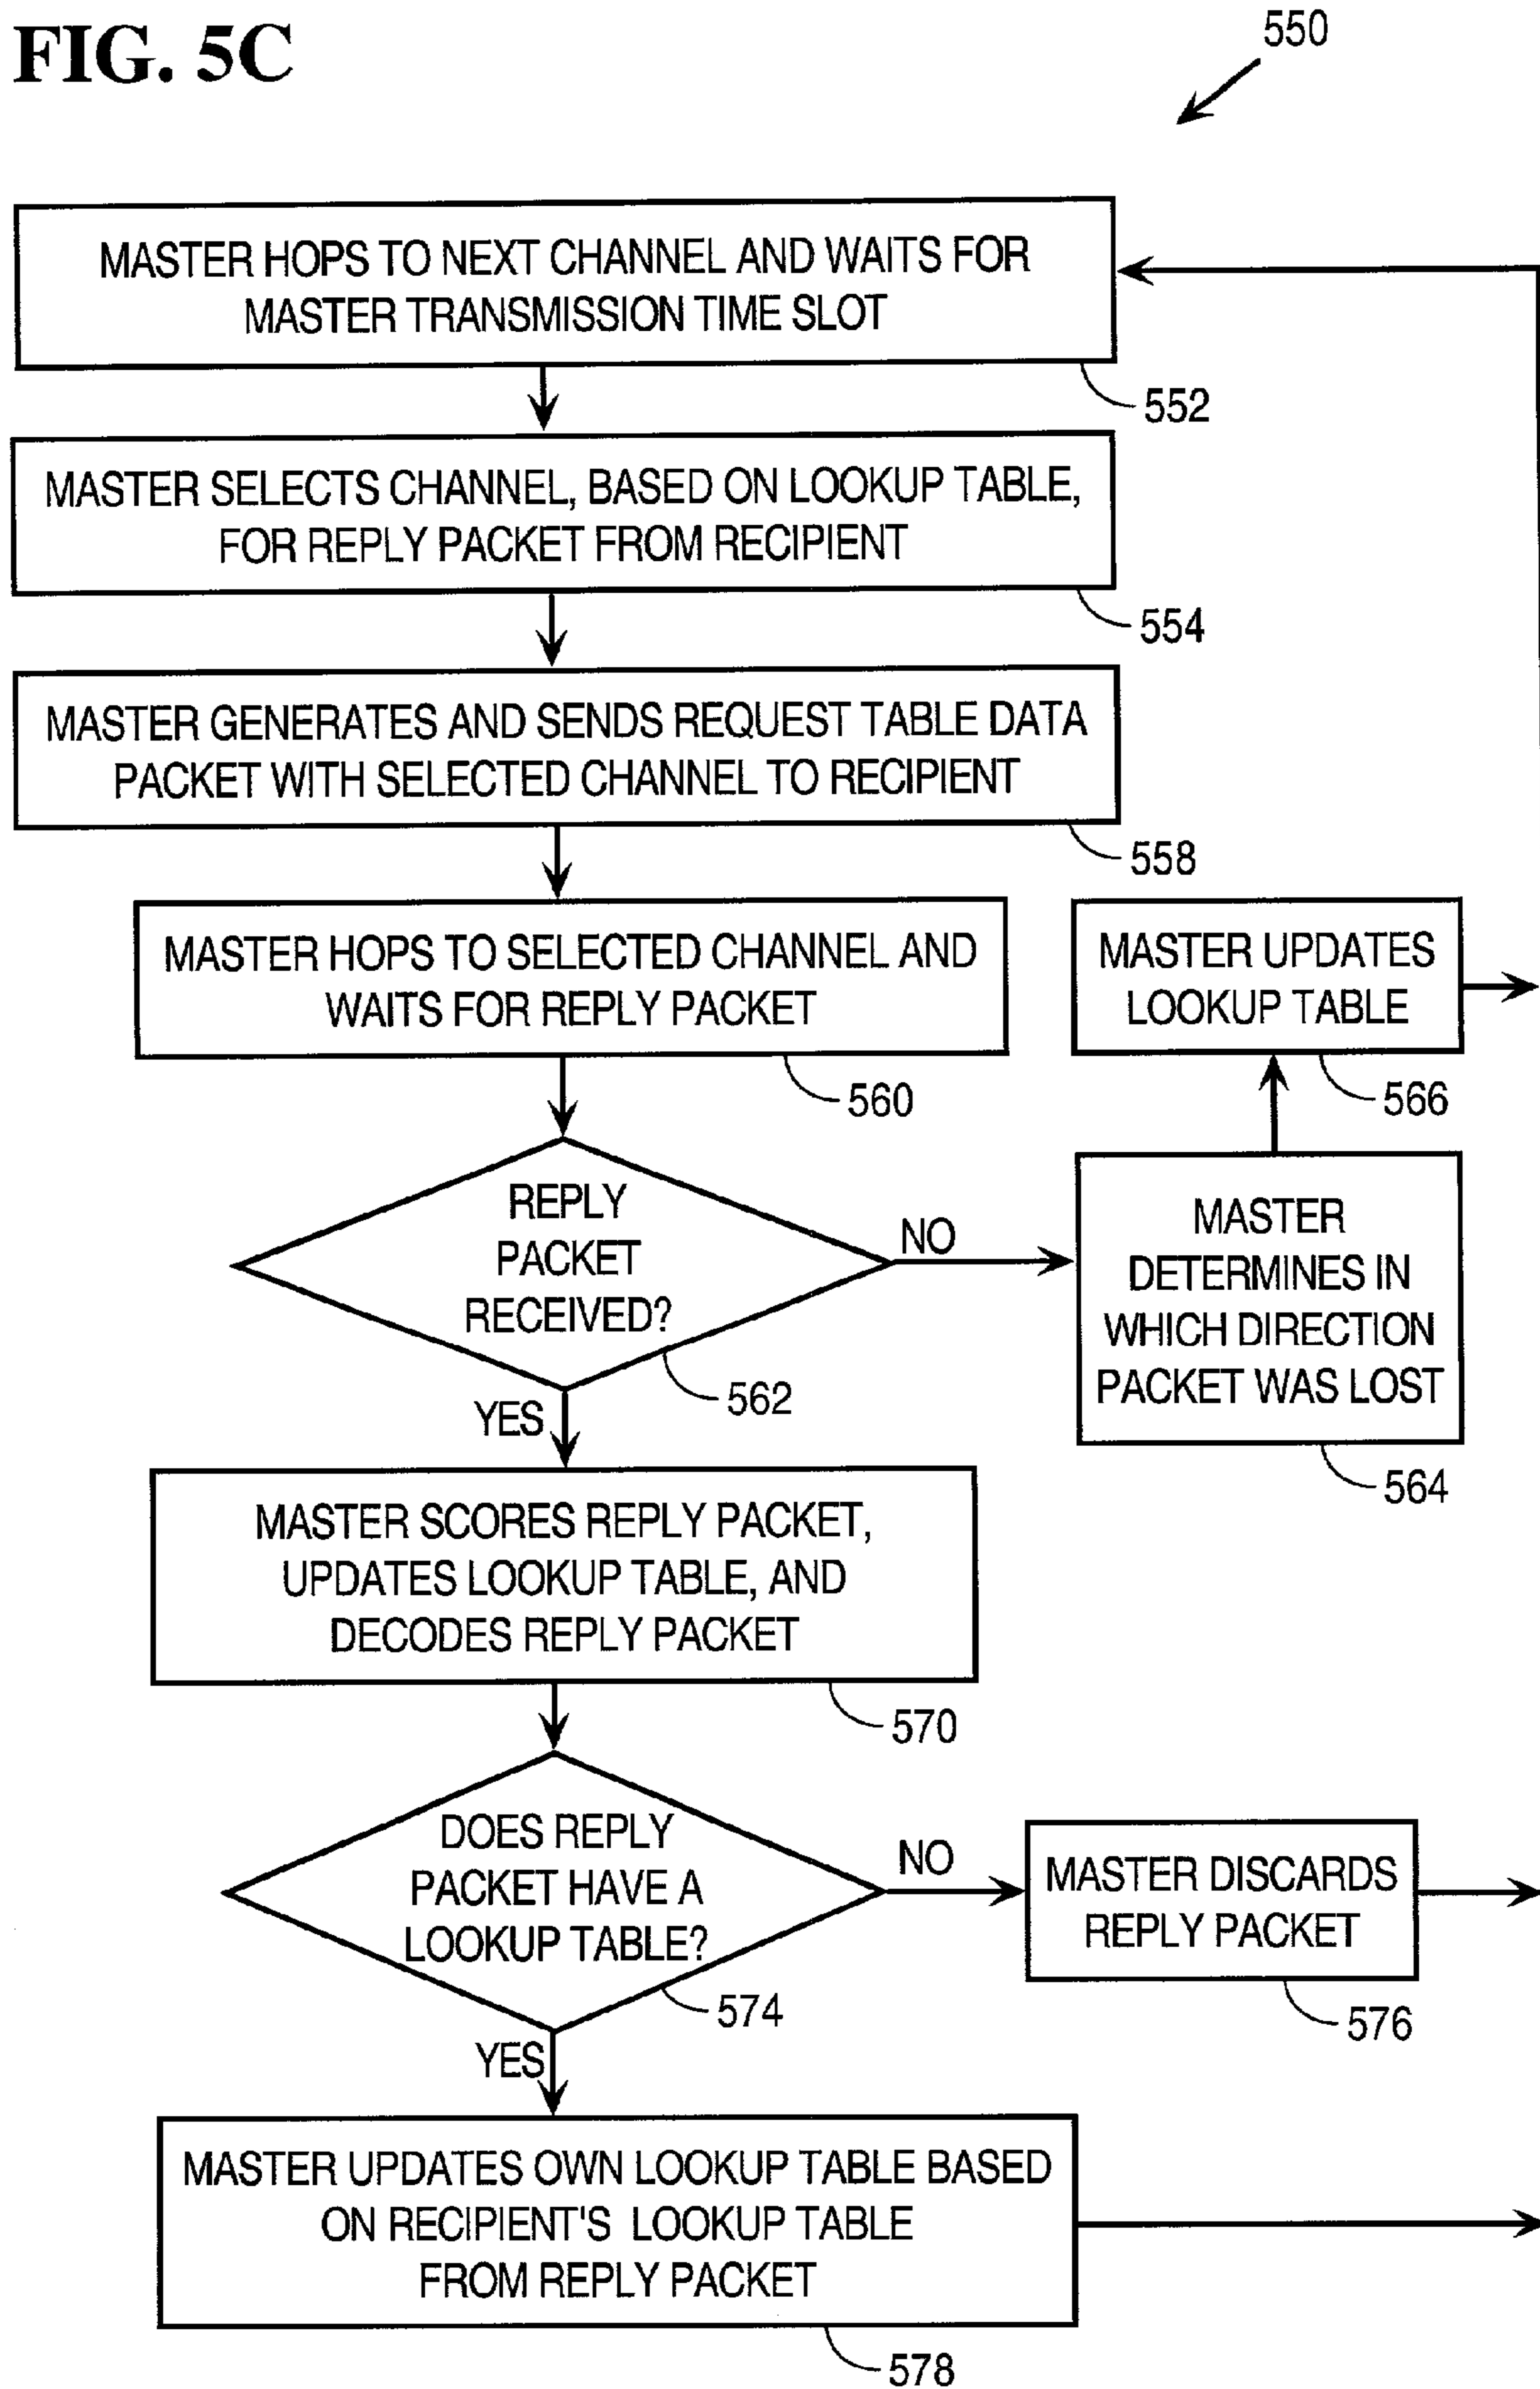 FIG. 5C
550
MASTER HOPS TO NEXT CHANNEL AND WAITS FOR
MASTER TRANSMISSION TIME SLOT
552
MASTER SELECTS CHANNEL, BASED ON LOOKUP TABLE,
FOR REPLY PACKET FROM RECIPIENT
554
MASTER GENERATES AND SENDS REQUEST TABLE DATA
PACKET WITH SELECTED CHANNEL TO RECIPIENT
558
MASTER HOPS TO SELECTED CHANNEL AND
WAITS FOR REPLY PACKET
560
MASTER UPDATES
LOOKUP TABLE
566
REPLY
PACKET
RECEIVED?
562
NO
YES
MASTER
DETERMINES IN
WHICH DIRECTION
PACKET WAS LOST
564
MASTER SCORES REPLY PACKET,
UPDATES LOOKUP TABLE, AND
DECODES REPLY PACKET
570
DOES REPLY
PACKET HAVE A
LOOKUP TABLE?
574
NO
YES
MASTER DISCARDS
REPLY PACKET
576
MASTER UPDATES OWN LOOKUP TABLE BASED
ON RECIPIENT'S LOOKUP TABLE
FROM REPLY PACKET
578